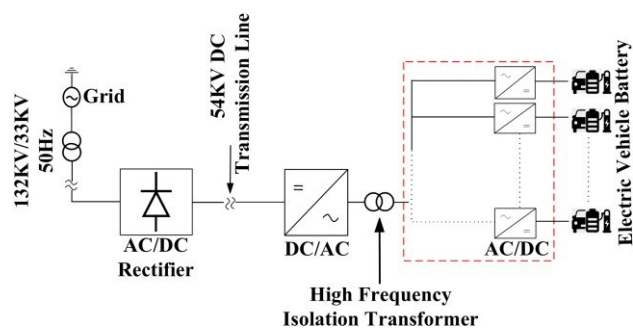 Grid
132KV/33KV
50Hz
AC/DC
Rectifier
54KV DC
Transmission Line
DC/AC
High Frequency
Isolation Transformer
AC/DC
Electric Vehicle Battery